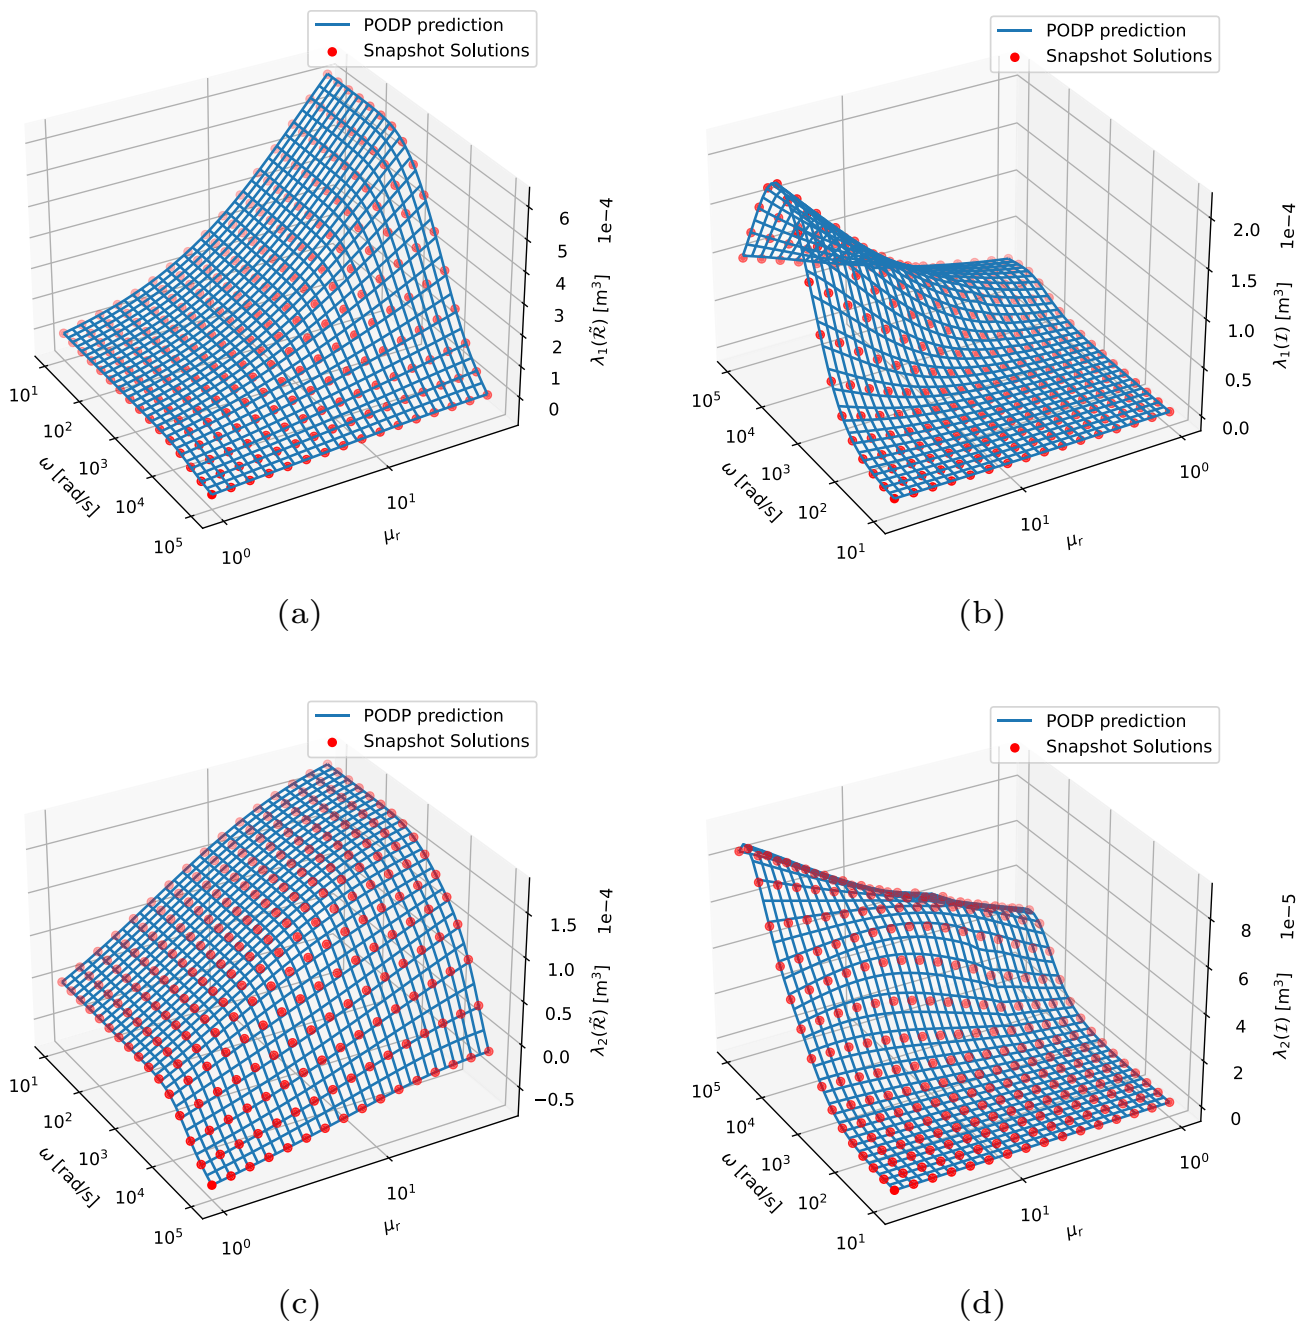 PODP prediction
Snapshot Solutions
1e−4
λ₁(R̃) [m³]
6
5
4
3
2
1
0
10¹
10²
10³
10⁴
10⁵
ω [rad/s]
10⁰
10¹
μᵣ
(a)
PODP prediction
Snapshot Solutions
1e−4
λ₁(I) [m³]
2.0
1.5
1.0
0.5
0.0
10⁵
10⁴
10³
10²
10¹
ω [rad/s]
10¹
10⁰
μᵣ
(b)
PODP prediction
Snapshot Solutions
1e−4
λ₂(R̃) [m³]
1.5
1.0
0.5
0.0
−0.5
10¹
10²
10³
10⁴
10⁵
ω [rad/s]
10⁰
10¹
μᵣ
(c)
PODP prediction
Snapshot Solutions
1e−5
λ₂(I) [m³]
8
6
4
2
0
10⁵
10⁴
10³
10²
10¹
ω [rad/s]
10¹
10⁰
μᵣ
(d)